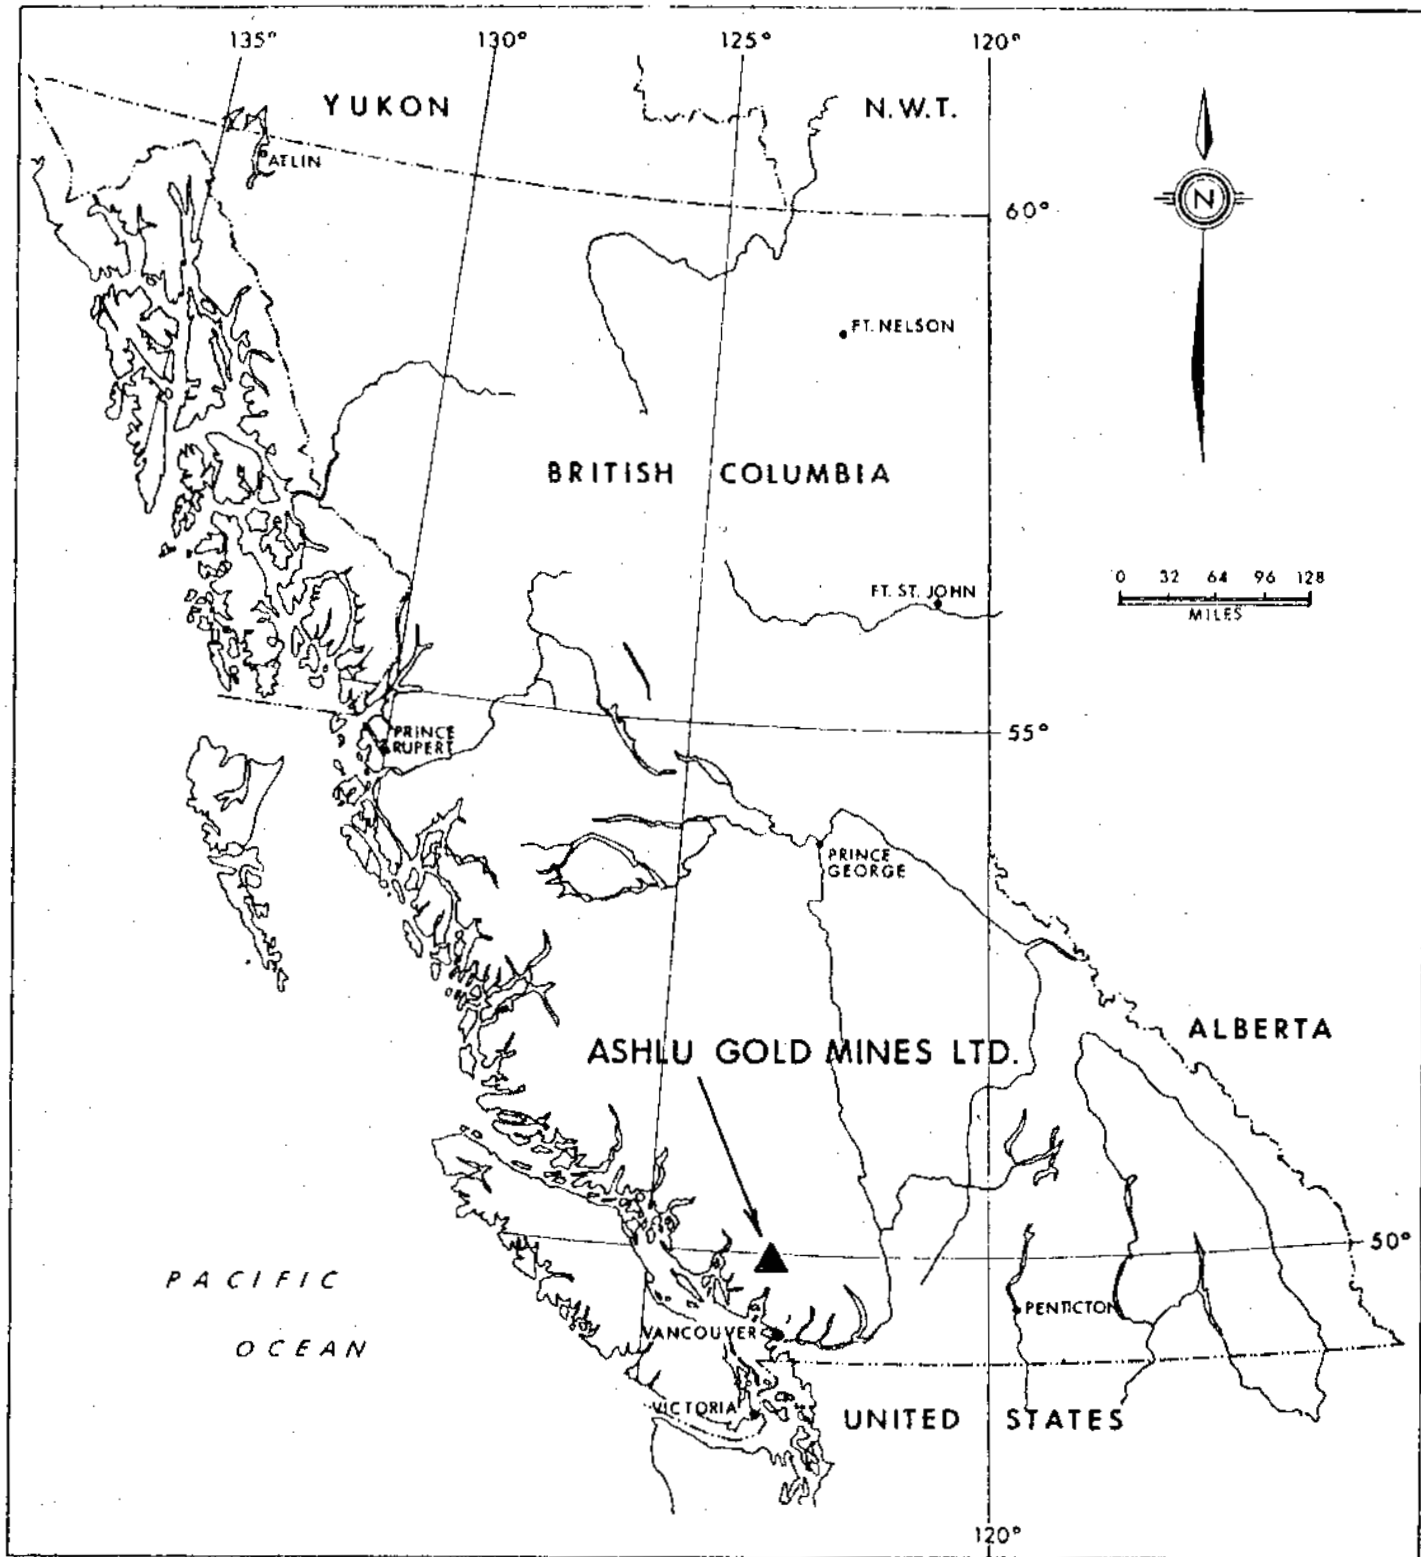 135° 130° 125° 120°
YUKON N.W.T.
ATLIN
60°
N
FT. NELSON
BRITISH COLUMBIA
0 32 64 96 128
MILES
FT. ST. JOHN
PRINCE
RUPERT
55°
PRINCE
GEORGE
ALBERTA
ASHLU GOLD MINES LTD.
50°
PACIFIC
OCEAN
PENTICTON
VANCOUVER
VICTORIA
UNITED STATES
120°